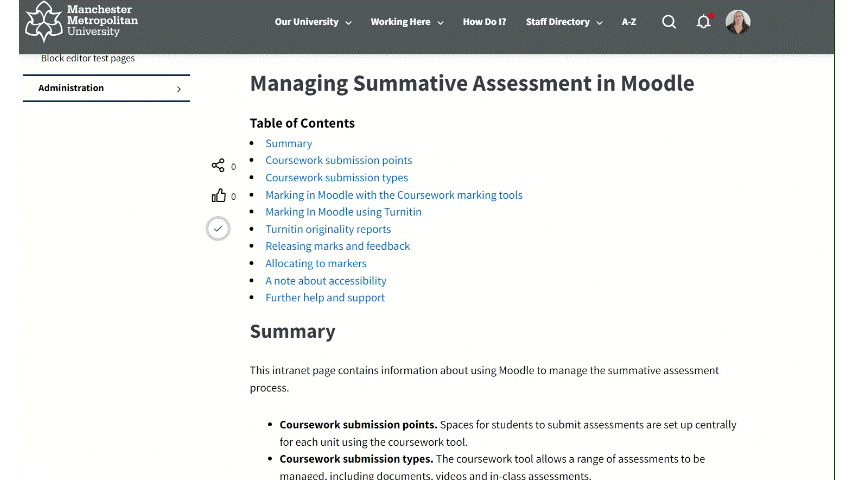 Manchester
Metropolitan
University
Our University
Working Here
How Do I?
Staff Directory
A-Z
Block editor test pages
Administration
Managing Summative Assessment in Moodle
Table of Contents
Summary
Coursework submission points
Coursework submission types
Marking in Moodle with the Coursework marking tools
Marking In Moodle using Turnitin
Turnitin originality reports
Releasing marks and feedback
Allocating to markers
A note about accessibility
Further help and support
0
0
Summary
This intranet page contains information about using Moodle to manage the summative assessment
process.
Coursework submission points. Spaces for students to submit assessments are set up centrally
for each unit using the coursework tool.
Coursework submission types. The coursework tool allows a range of assessments to be
managed, including documents, videos and in-class assessments.